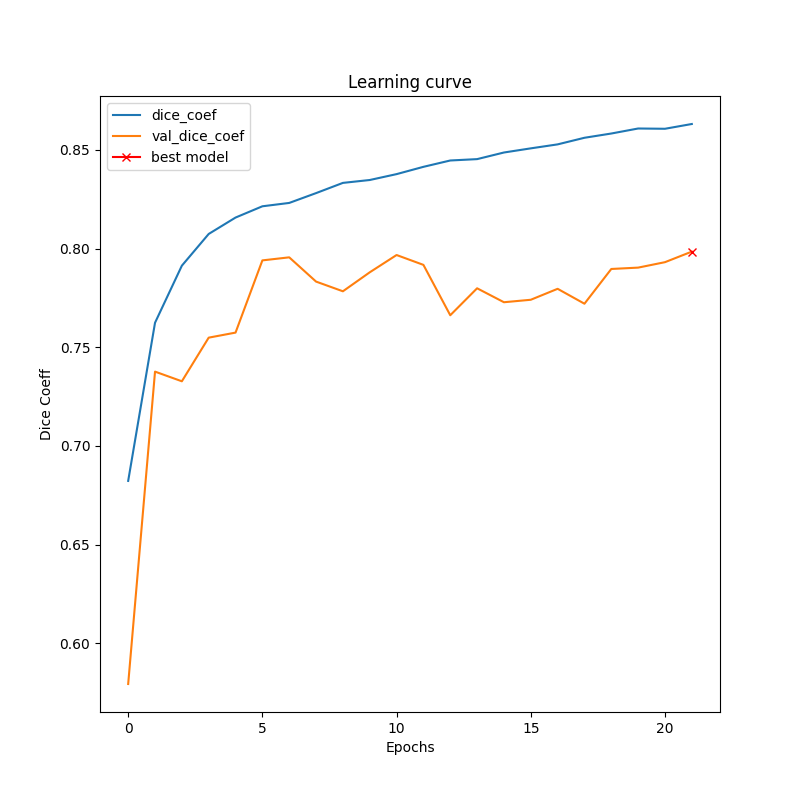 Learning curve
dice_coef
val_dice_coef
best model
0.85
0.80
0.75
0.70
0.65
0.60
Dice Coeff
0 5 10 15 20
Epochs